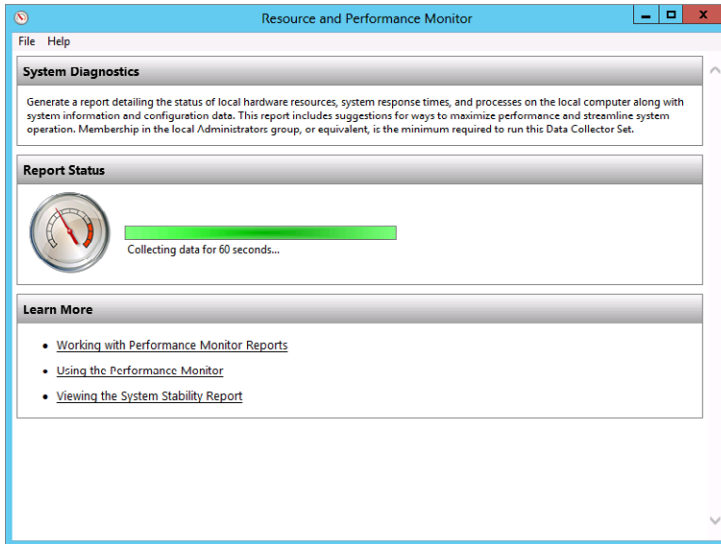 Resource and Performance Monitor
File Help
System Diagnostics
Generate a report detailing the status of local hardware resources, system response times, and processes on the local computer along with
system information and configuration data. This report includes suggestions for ways to maximize performance and streamline system
operation. Membership in the local Administrators group, or equivalent, is the minimum required to run this Data Collector Set.
Report Status
Collecting data for 60 seconds...
Learn More
• Working with Performance Monitor Reports
• Using the Performance Monitor
• Viewing the System Stability Report